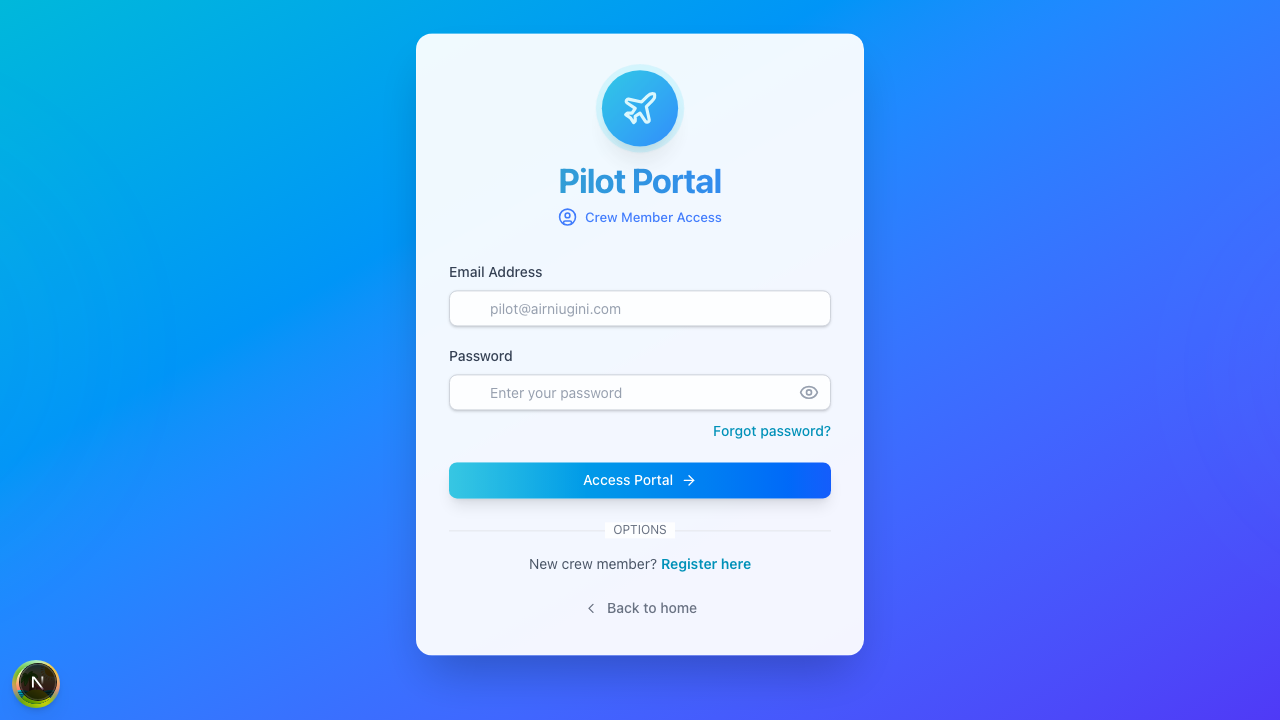 Pilot Portal
Crew Member Access
Email Address
pilot@airniugini.com
Password
Enter your password
Forgot password?
Access Portal
OPTIONS
New crew member? Register here
Back to home
N